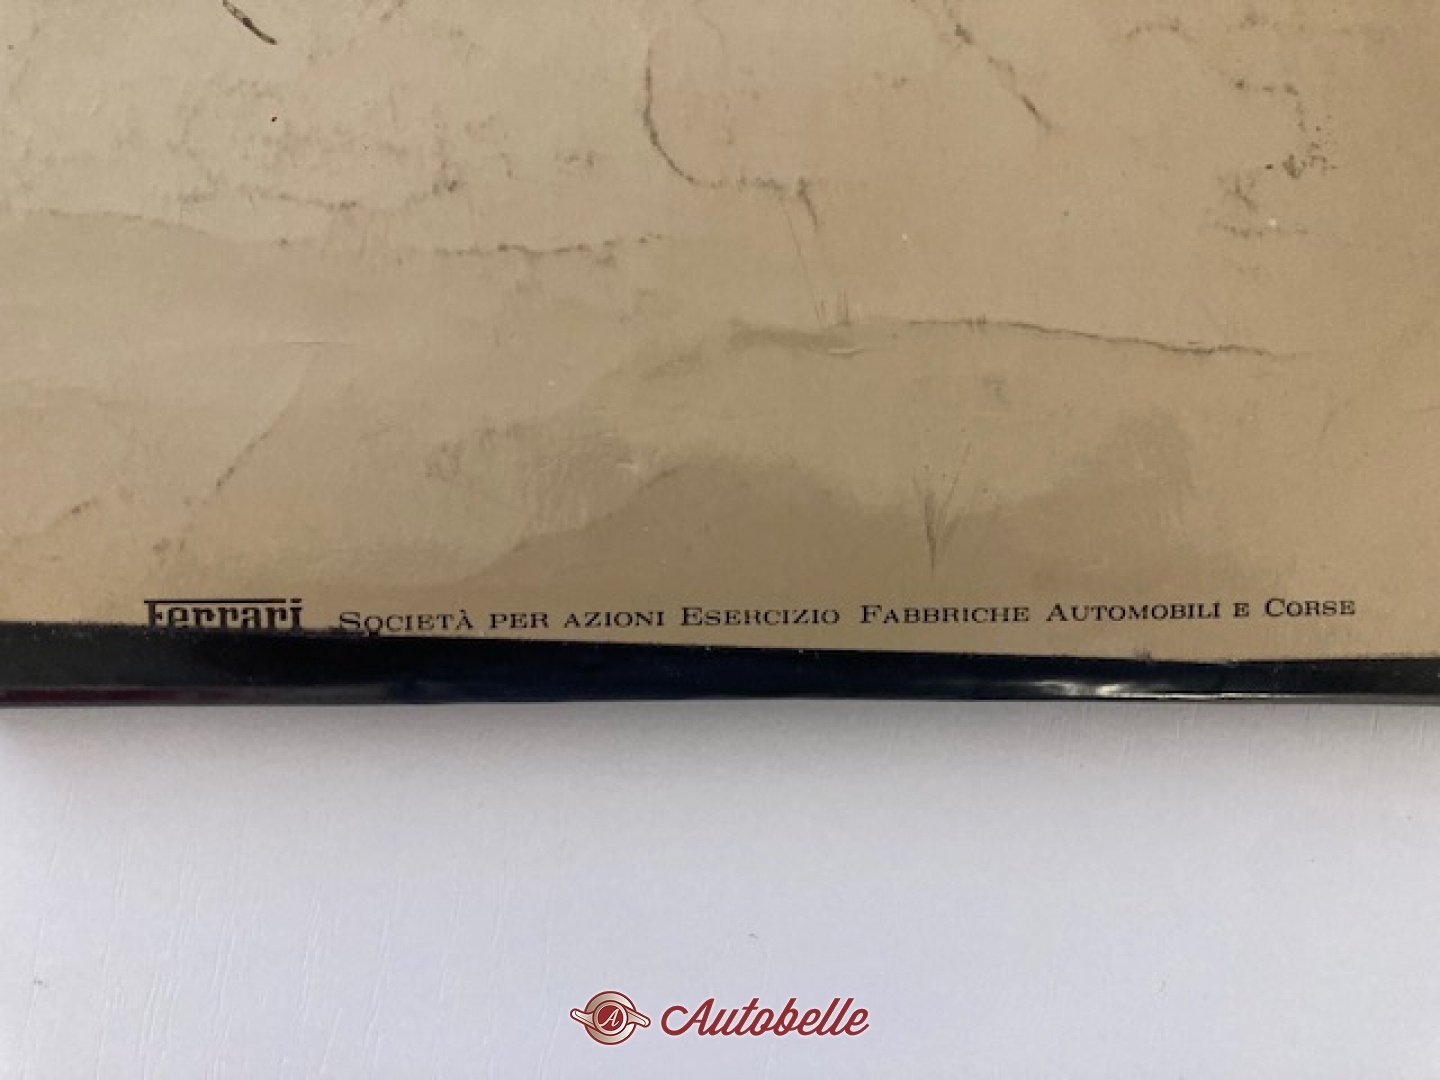 Ferrari Società per azioni Esercizio Fabbriche Automobili e Corse
Autobelle